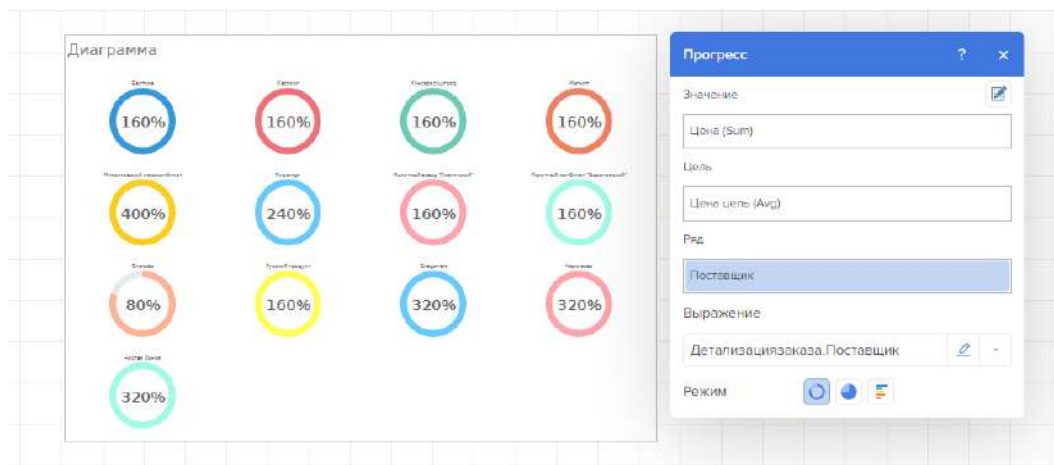 Диаграмма
160%
160%
160%
160%
400%
240%
160%
160%
80%
160%
320%
320%
320%
Прогресс ? ×
Значение
Цена (Sum)
Цель
Цена цель (Avg)
Ряд
Поставщик
Выражение
Детализациязаказа.Поставщик
Режим